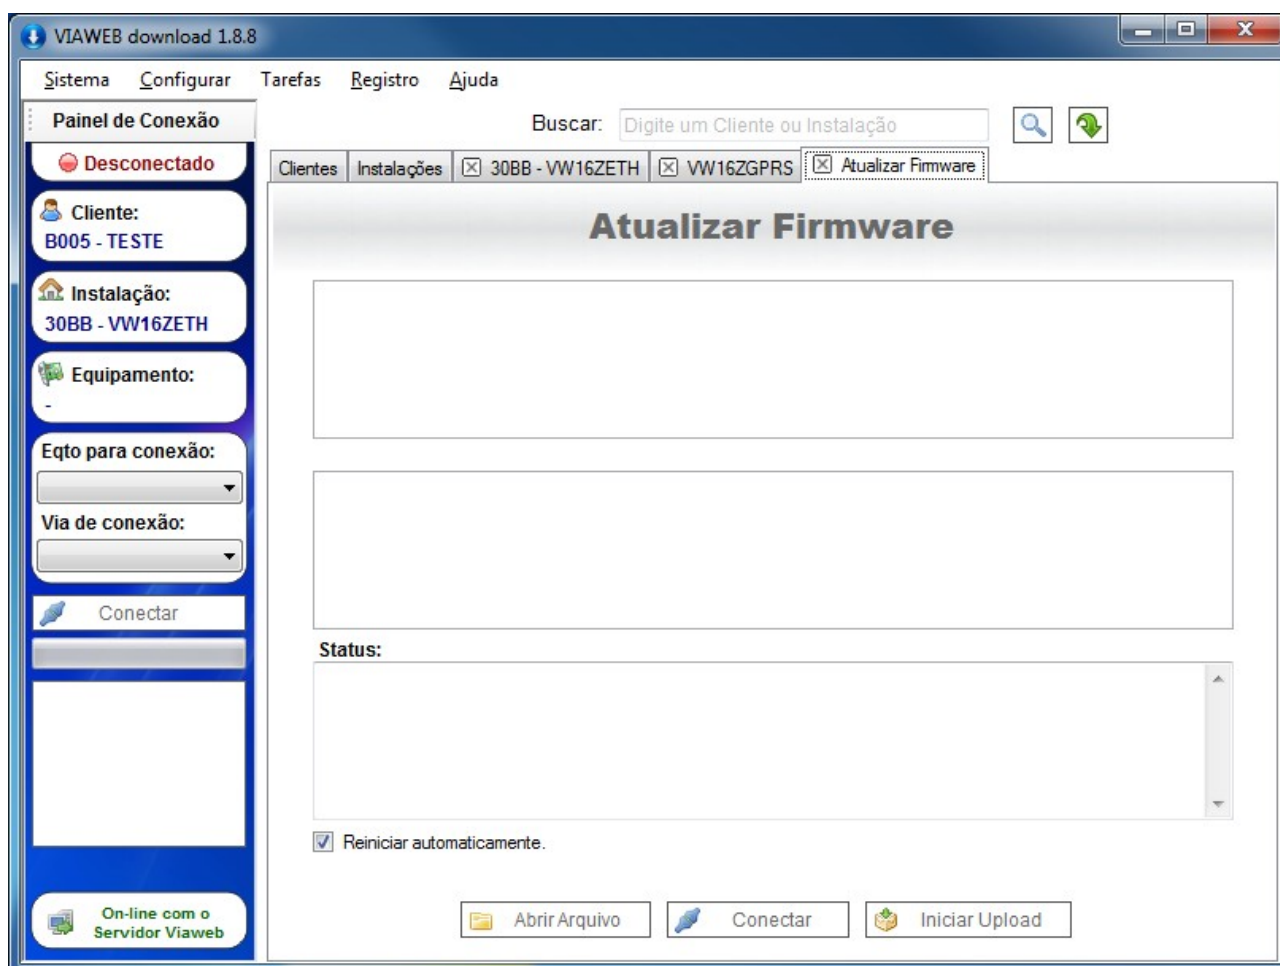 VIAWEB download 1.8.8
Sistema Configurar Tarefas Registro Ajuda
Painel de Conexão
Buscar: Digite um Cliente ou Instalação
Desconectado
Clientes Instalações 30BB - VW16ZETH VW16ZGPRS Atualizar Firmware
Cliente:
B005 - TESTE
Instalação:
30BB - VW16ZETH
Equipamento:
-
Eqto para conexão:
Via de conexão:
Conectar
On-line com o
Servidor Viaweb
Atualizar Firmware
Status:
Reiniciar automaticamente.
Abrir Arquivo Conectar Iniciar Upload